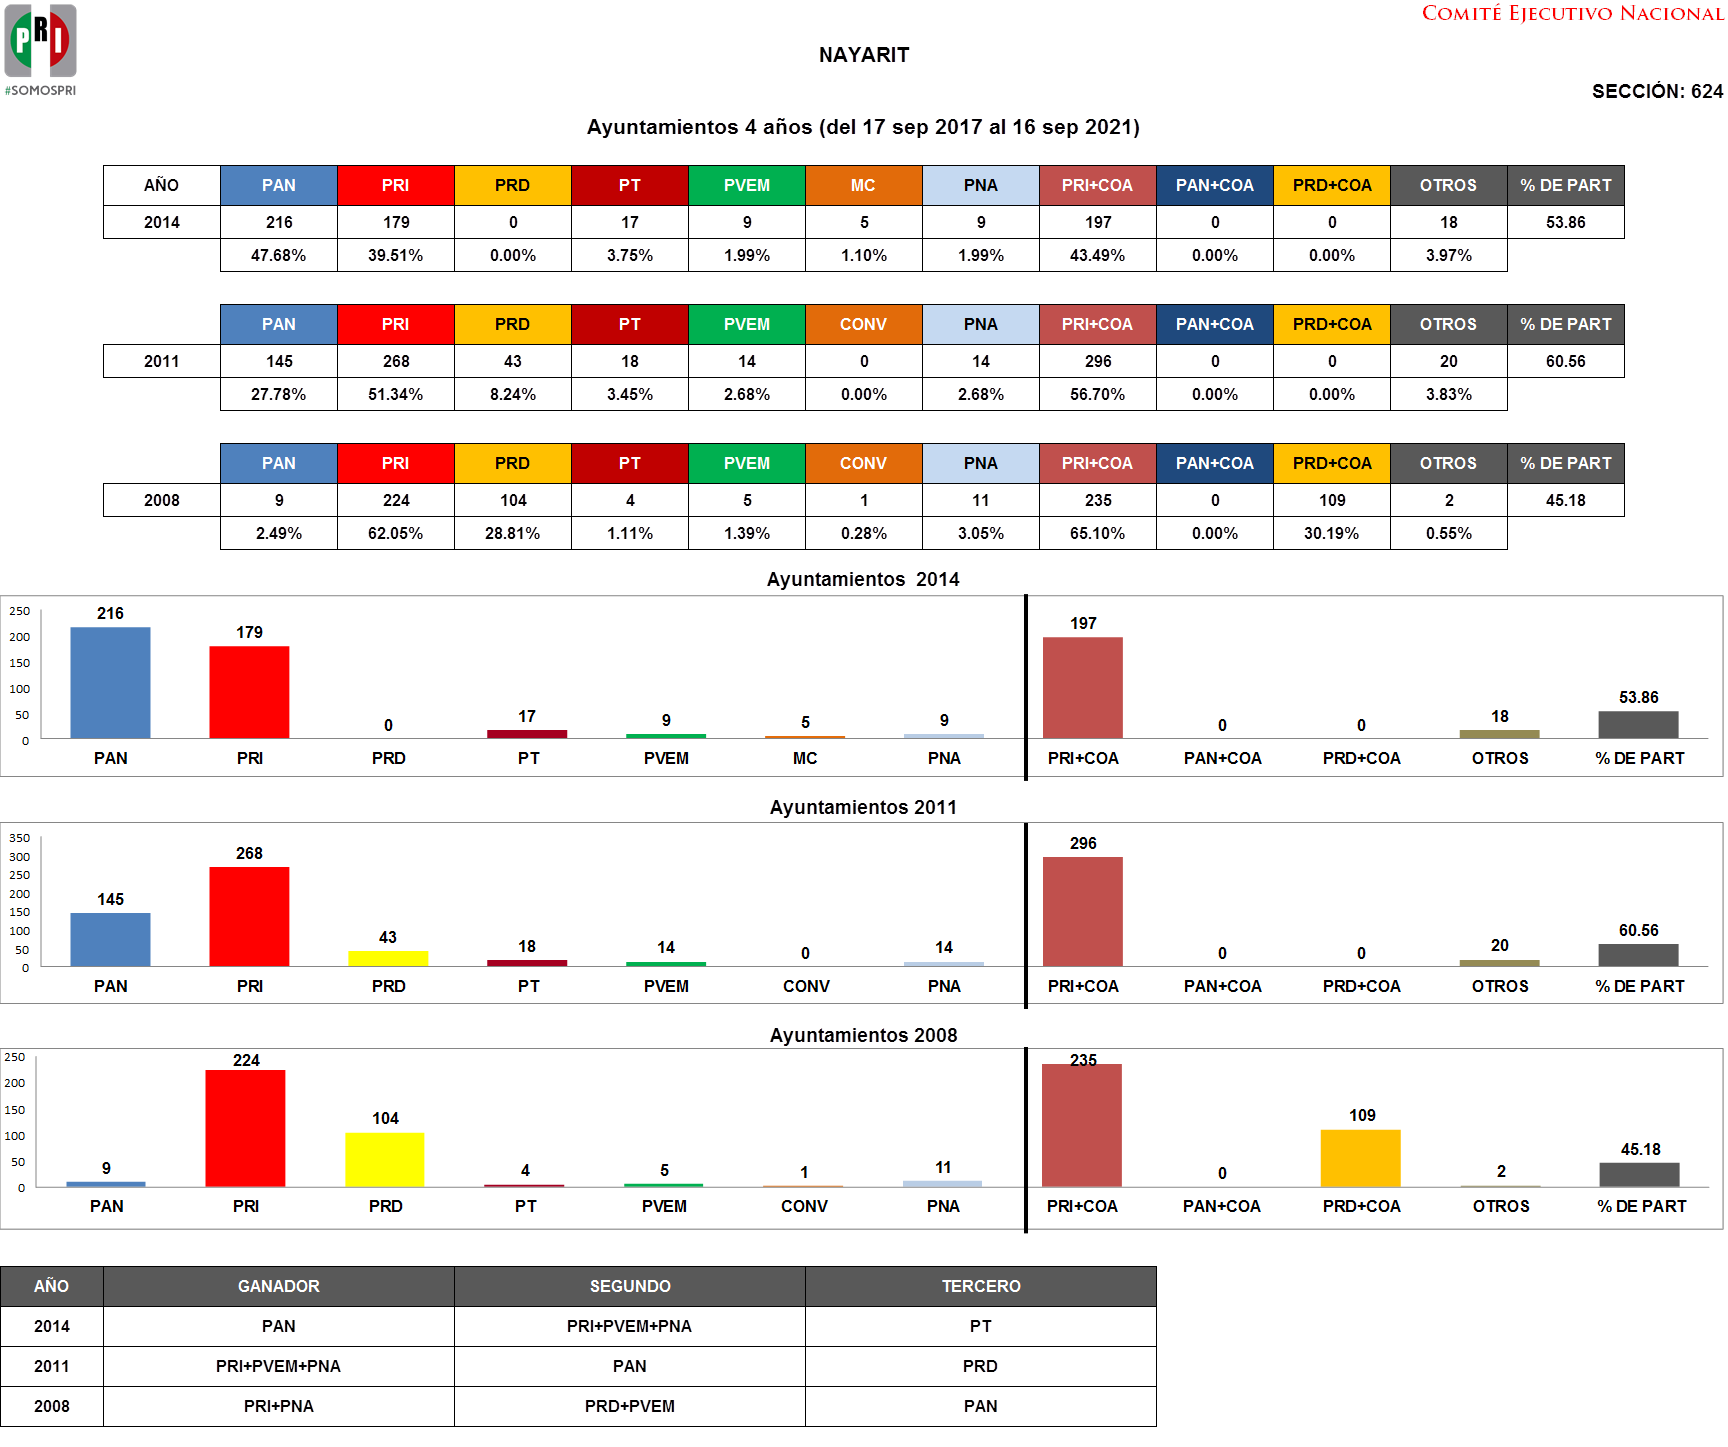 PRI
#SOMOSPRI
COMITÉ EJECUTIVO NACIONAL
NAYARIT
SECCIÓN: 624
Ayuntamientos 4 años (del 17 sep 2017 al 16 sep 2021)
AÑO PAN PRI PRD PT PVEM MC PNA PRI+COA PAN+COA PRD+COA OTROS % DE PART
2014 216 179 0 17 9 5 9 197 0 0 18 53.86
47.68% 39.51% 0.00% 3.75% 1.99% 1.10% 1.99% 43.49% 0.00% 0.00% 3.97%
PAN PRI PRD PT PVEM CONV PNA PRI+COA PAN+COA PRD+COA OTROS % DE PART
2011 145 268 43 18 14 0 14 296 0 0 20 60.56
27.78% 51.34% 8.24% 3.45% 2.68% 0.00% 2.68% 56.70% 0.00% 0.00% 3.83%
PAN PRI PRD PT PVEM CONV PNA PRI+COA PAN+COA PRD+COA OTROS % DE PART
2008 9 224 104 4 5 1 11 235 0 109 2 45.18
2.49% 62.05% 28.81% 1.11% 1.39% 0.28% 3.05% 65.10% 0.00% 30.19% 0.55%
Ayuntamientos 2014
250
200
150
100
50
0
216 179 0 17 9 5 9 197 0 0 18 53.86
PAN PRI PRD PT PVEM MC PNA PRI+COA PAN+COA PRD+COA OTROS % DE PART
Ayuntamientos 2011
350
300
250
200
150
100
50
0
145 268 43 18 14 0 14 296 0 0 20 60.56
PAN PRI PRD PT PVEM CONV PNA PRI+COA PAN+COA PRD+COA OTROS % DE PART
Ayuntamientos 2008
250
200
150
100
50
0
9 224 104 4 5 1 11 235 0 109 2 45.18
PAN PRI PRD PT PVEM CONV PNA PRI+COA PAN+COA PRD+COA OTROS % DE PART
AÑO GANADOR SEGUNDO TERCERO
2014 PAN PRI+PVEM+PNA PT
2011 PRI+PVEM+PNA PAN PRD
2008 PRI+PNA PRD+PVEM PAN